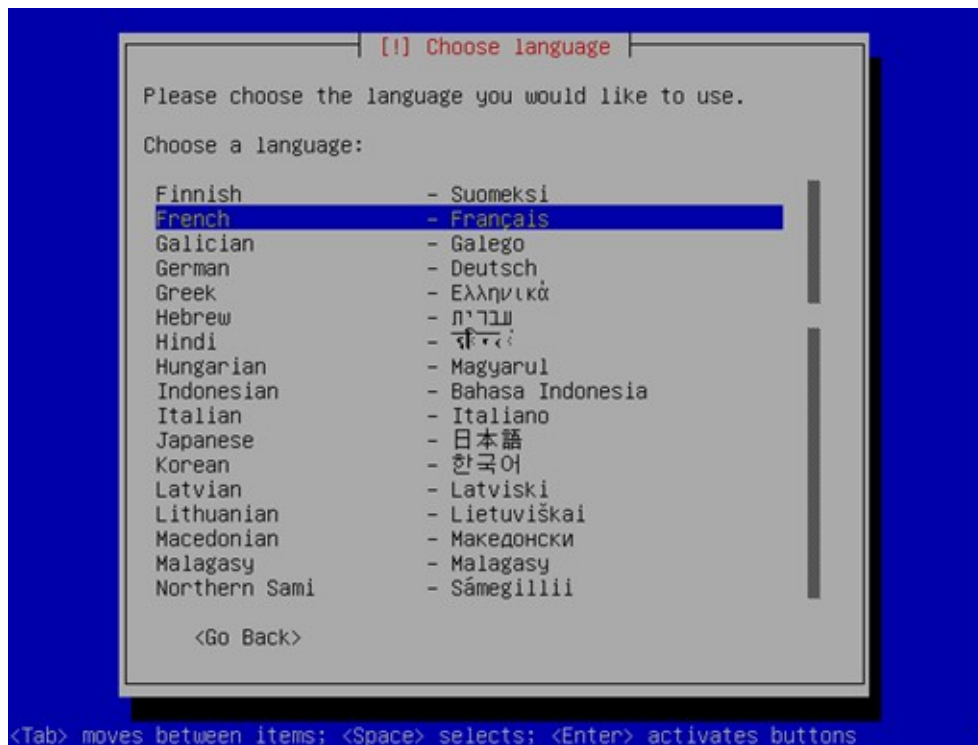 [!] Choose language
Please choose the language you would like to use.
Choose a language:
Finnish - Suomeksi
French - Français
Galician - Galego
German - Deutsch
Greek - Ελληνικά
Hebrew - עברית
Hindi -
Hungarian - Magyarul
Indonesian - Bahasa Indonesia
Italian - Italiano
Japanese - 日本語
Korean - 한국어
Latvian - Latviski
Lithuanian - Lietuviškai
Macedonian - Македонски
Malagasy - Malagasy
Northern Sami - Sámegillii
<Go Back>
<Tab> moves between items; <Space> selects; <Enter> activates buttons